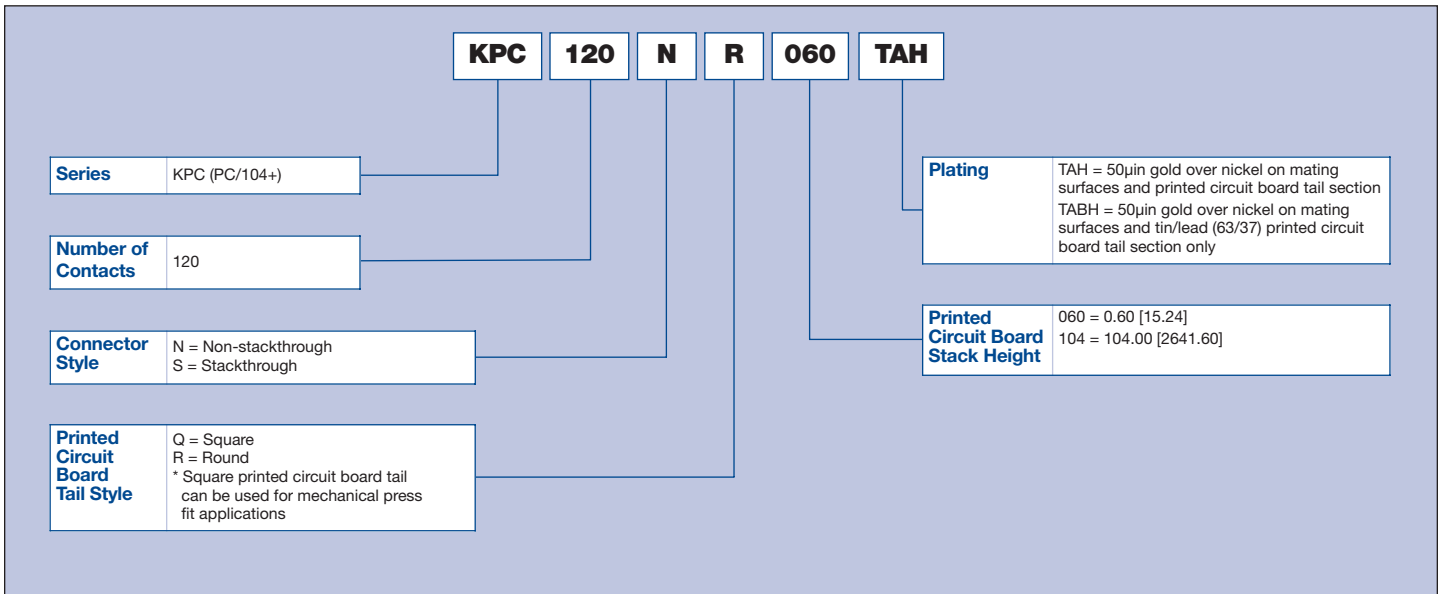 KPC 120 N R 060 TAH
Series KPC (PC/104+)
Number of
Contacts
120
Connector
Style
N = Non-stackthrough
S = Stackthrough
Printed
Circuit
Board
Tail Style
Q = Square
R = Round
* Square printed circuit board tail
can be used for mechanical press
fit applications
Plating
TAH = 50µin gold over nickel on mating
surfaces and printed circuit board tail section
TABH = 50µin gold over nickel on mating
surfaces and tin/lead (63/37) printed circuit
board tail section only
Printed
Circuit Board
Stack Height
060 = 0.60 [15.24]
104 = 104.00 [2641.60]